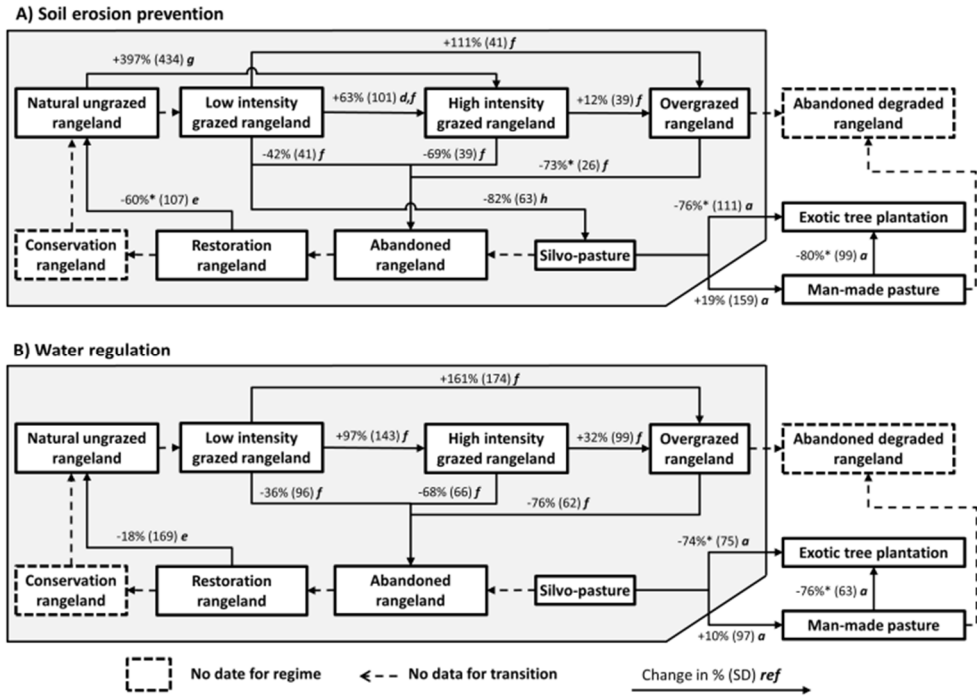 A) Soil erosion prevention
+111% (41) f
+397% (434) g
Natural ungrazed
rangeland
Low intensity
grazed rangeland
+63% (101) d,f
High intensity
grazed rangeland
+12% (39) f
Overgrazed
rangeland
Abandoned degraded
rangeland
-42% (41) f
-69% (39) f
-73%* (26) f
-60%* (107) e
-82% (63) h
-76%* (111) a
Conservation
rangeland
Restoration
rangeland
Abandoned
rangeland
Silvo-pasture
Exotic tree plantation
-80%* (99) a
Man-made pasture
+19% (159) a
B) Water regulation
+161% (174) f
Natural ungrazed
rangeland
Low intensity
grazed rangeland
+97% (143) f
High intensity
grazed rangeland
+32% (99) f
Overgrazed
rangeland
Abandoned degraded
rangeland
-36% (96) f
-68% (66) f
-76% (62) f
-18% (169) e
-74%* (75) a
Conservation
rangeland
Restoration
rangeland
Abandoned
rangeland
Silvo-pasture
Exotic tree plantation
-76%* (63) a
Man-made pasture
+10% (97) a
No date for regime
No data for transition
Change in % (SD) ref